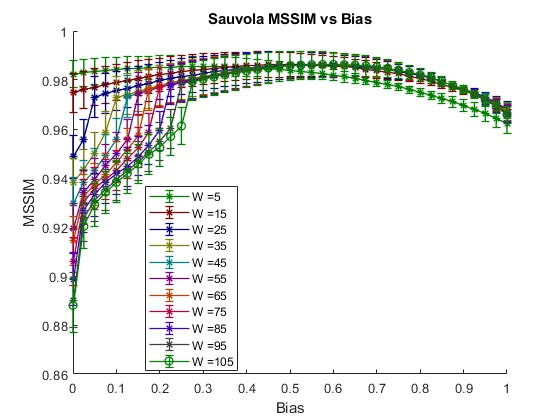 Sauvola MSSIM vs Bias
1
0.98
0.96
0.94
0.92
0.9
0.88
0.86
MSSIM
W =5
W =15
W =25
W =35
W =45
W =55
W =65
W =75
W =85
W =95
W =105
0 0.1 0.2 0.3 0.4 0.5 0.6 0.7 0.8 0.9 1
Bias